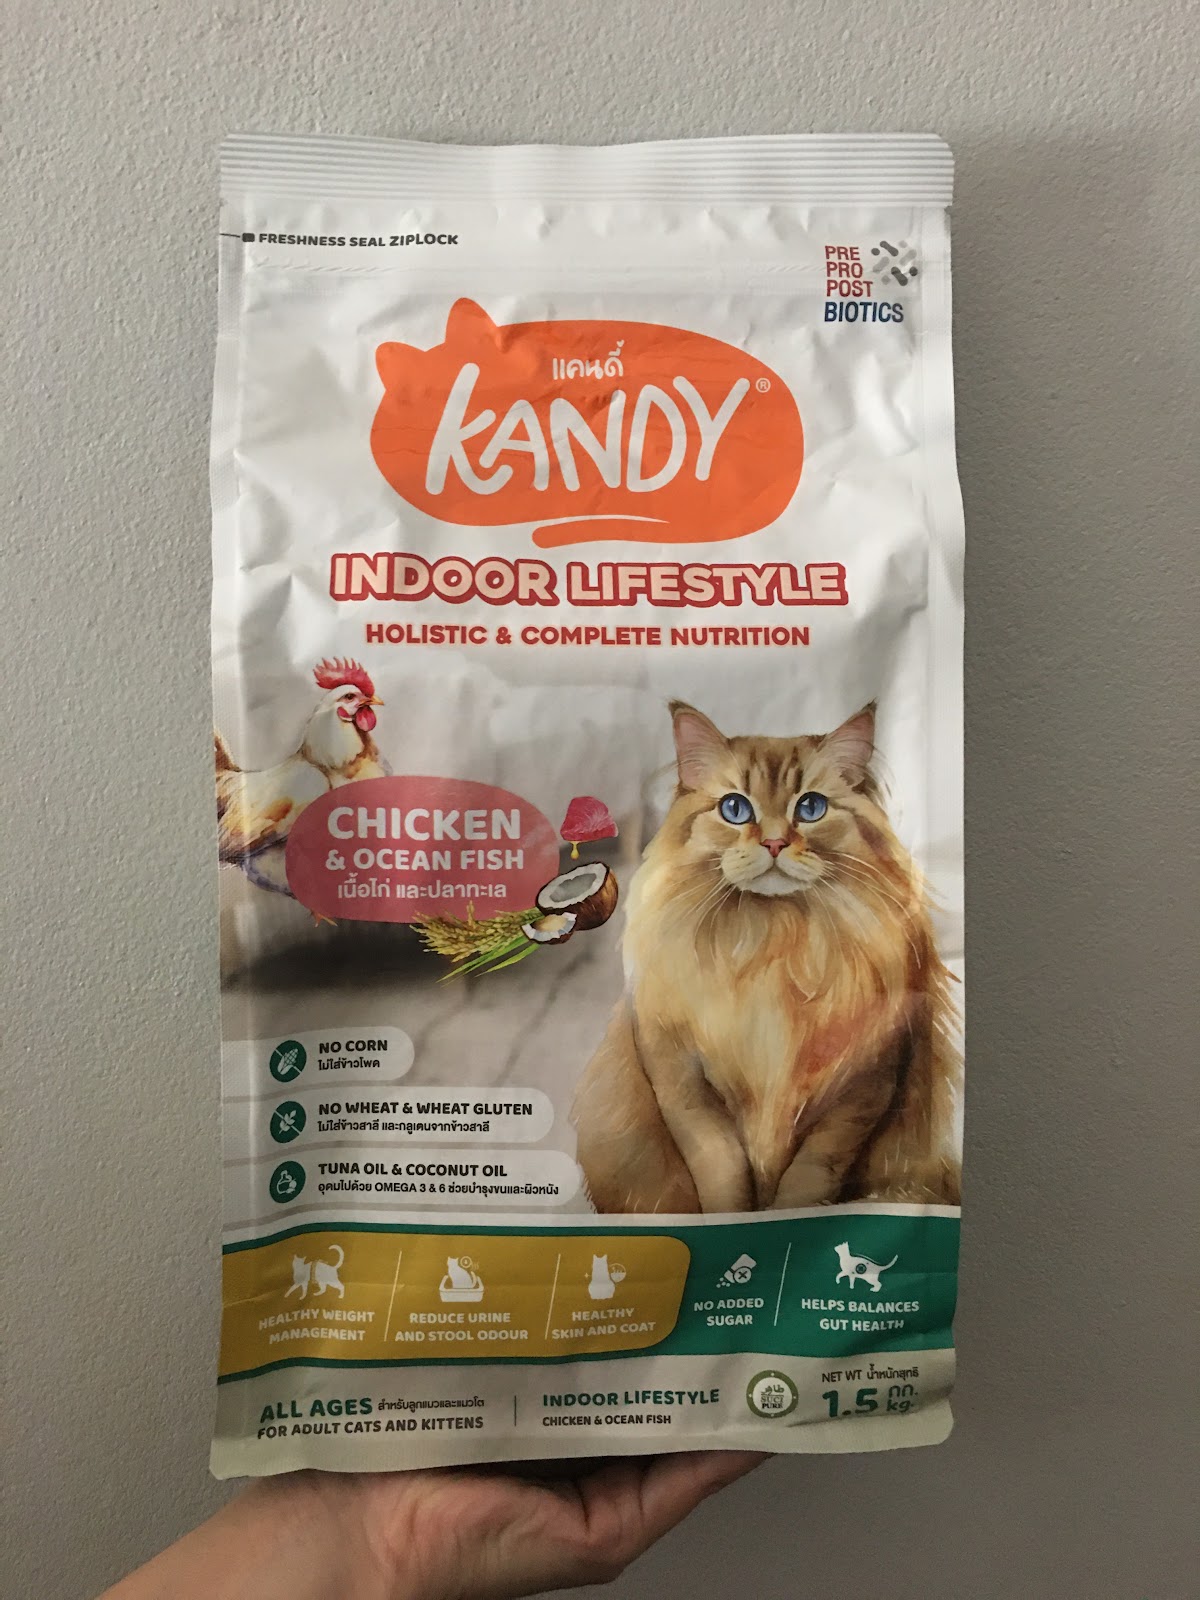 FRESHNESS SEAL ZIPLOCK
PRE
PRO
POST
BIOTICS
แคนดี้
KANDY®
INDOOR LIFESTYLE
HOLISTIC & COMPLETE NUTRITION
CHICKEN
& OCEAN FISH
เนื้อไก่ และปลาทะเล
NO CORN
ไม่ใส่ข้าวโพด
NO WHEAT & WHEAT GLUTEN
ไม่ใส่ข้าวสาลี และกลูเตนจากข้าวสาลี
TUNA OIL & COCONUT OIL
อุดมไปด้วย OMEGA 3 & 6 ช่วยบำรุงขนและผิวหนัง
HEALTHY WEIGHT
MANAGEMENT
REDUCE URINE
AND STOOL ODOUR
HEALTHY
SKIN AND COAT
NO ADDED
SUGAR
HELPS BALANCES
GUT HEALTH
ALL AGES สำหรับลูกแมวและแมวโต
FOR ADULT CATS AND KITTENS
INDOOR LIFESTYLE
CHICKEN & OCEAN FISH
SUCI
PURE
NET WT น้ำหนักสุทธิ
1.5 กก.
kg.